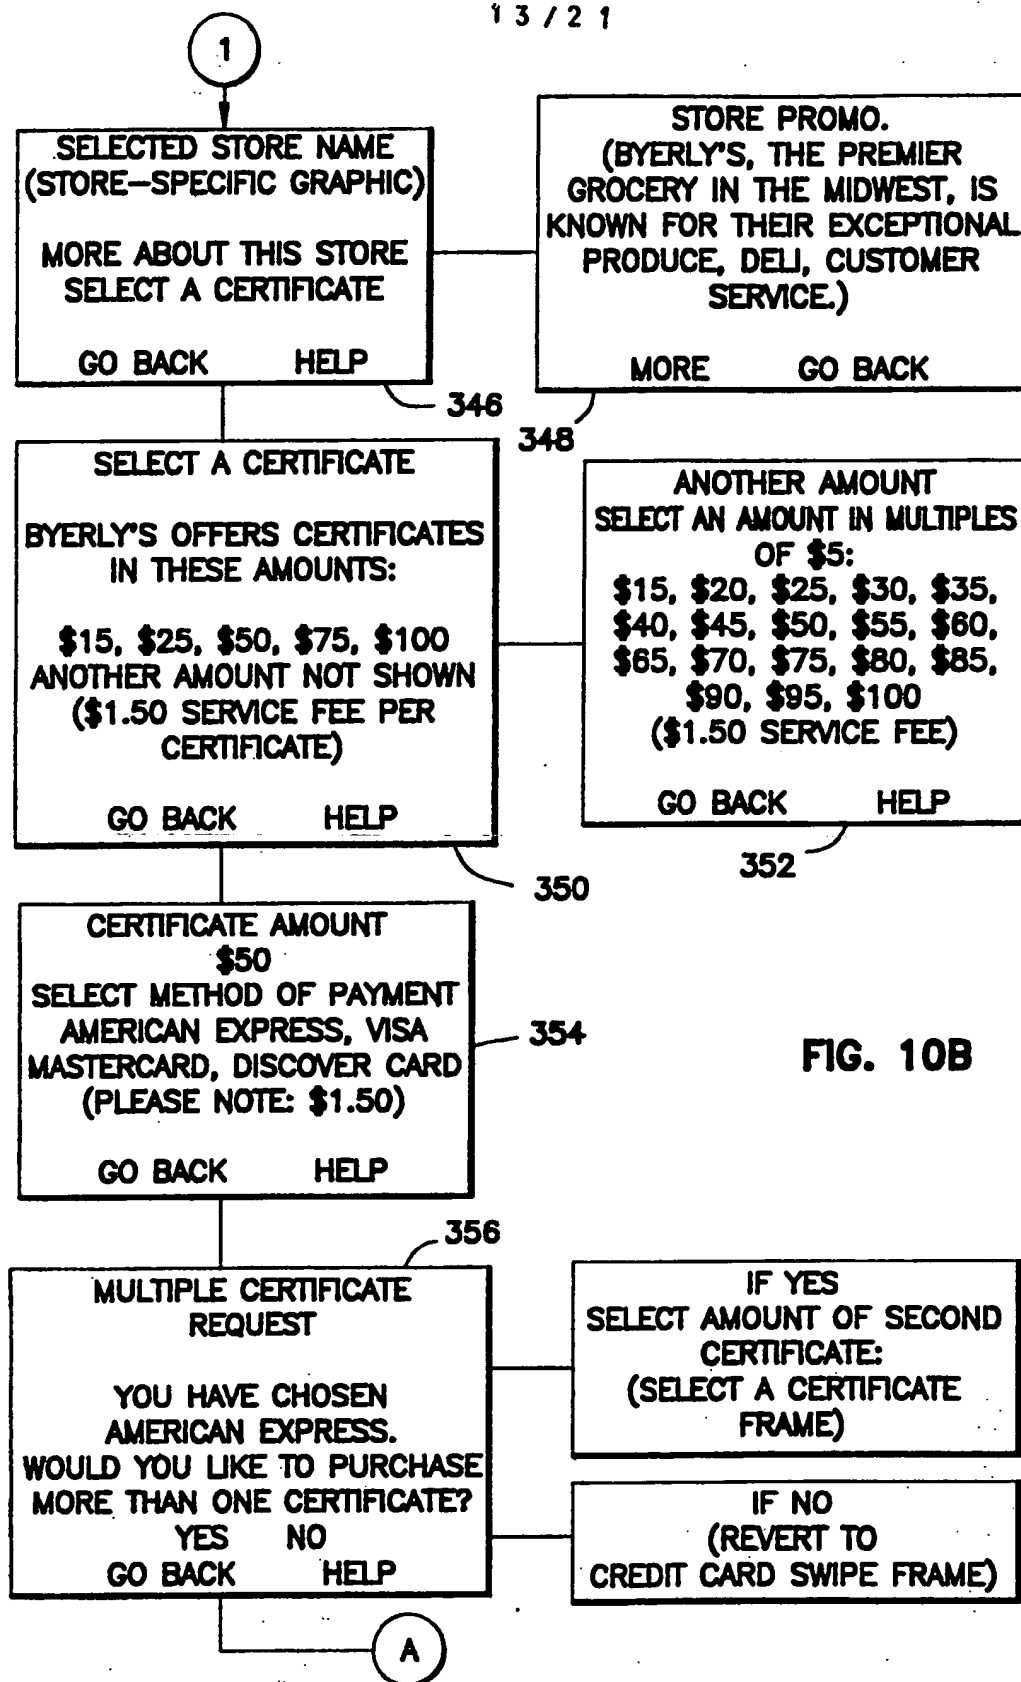 13/21
1
SELECTED STORE NAME
(STORE-SPECIFIC GRAPHIC)
MORE ABOUT THIS STORE
SELECT A CERTIFICATE
GO BACK HELP
346
STORE PROMO.
(BYERLY'S, THE PREMIER
GROCERY IN THE MIDWEST, IS
KNOWN FOR THEIR EXCEPTIONAL
PRODUCE, DELI, CUSTOMER
SERVICE.)
MORE GO BACK
348
SELECT A CERTIFICATE
BYERLY'S OFFERS CERTIFICATES
IN THESE AMOUNTS:
$15, $25, $50, $75, $100
ANOTHER AMOUNT NOT SHOWN
($1.50 SERVICE FEE PER
CERTIFICATE)
GO BACK HELP
350
ANOTHER AMOUNT
SELECT AN AMOUNT IN MULTIPLES
OF $5:
$15, $20, $25, $30, $35,
$40, $45, $50, $55, $60,
$65, $70, $75, $80, $85,
$90, $95, $100
($1.50 SERVICE FEE)
GO BACK HELP
352
CERTIFICATE AMOUNT
$50
SELECT METHOD OF PAYMENT
AMERICAN EXPRESS, VISA
MASTERCARD, DISCOVER CARD
(PLEASE NOTE: $1.50)
GO BACK HELP
354
FIG. 10B
356
MULTIPLE CERTIFICATE
REQUEST
YOU HAVE CHOSEN
AMERICAN EXPRESS.
WOULD YOU LIKE TO PURCHASE
MORE THAN ONE CERTIFICATE?
YES NO
GO BACK HELP
IF YES
SELECT AMOUNT OF SECOND
CERTIFICATE:
(SELECT A CERTIFICATE
FRAME)
IF NO
(REVERT TO
CREDIT CARD SWIPE FRAME)
A